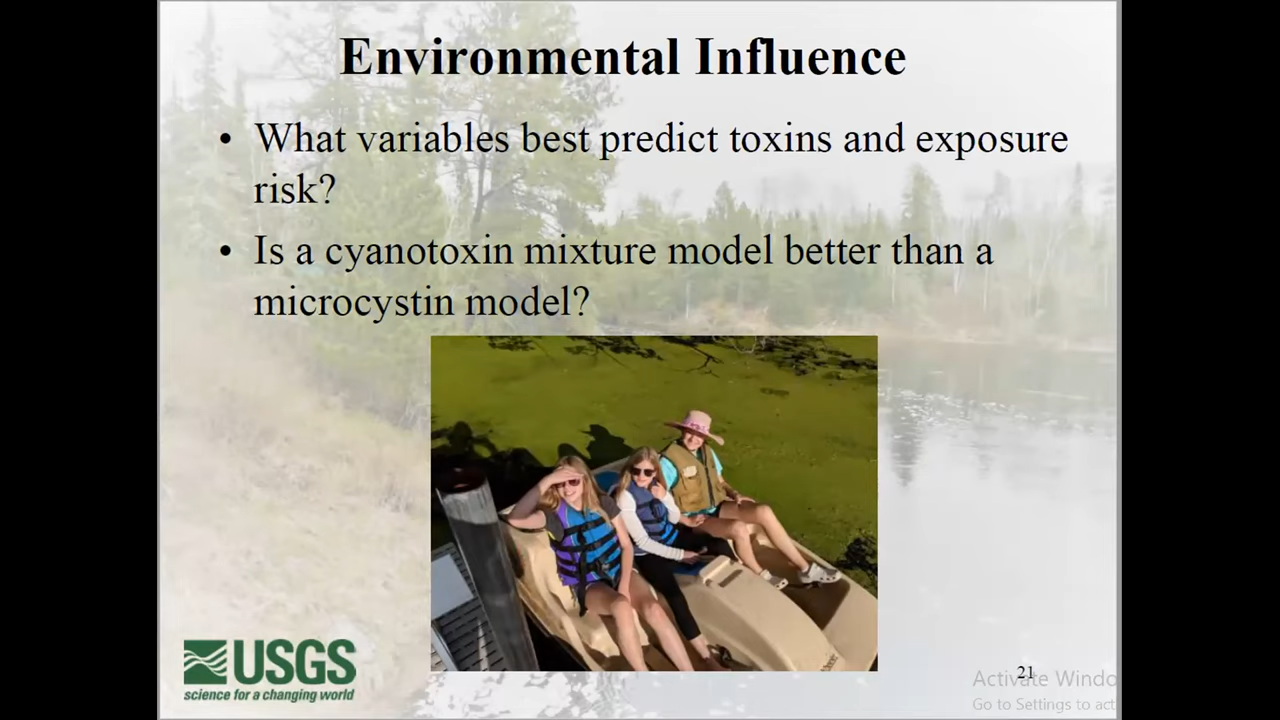 Environmental Influence
• What variables best predict toxins and exposure
risk?
• Is a cyanotoxin mixture model better than a
microcystin model?
USGS
science for a changing world
21
Activate Windo
Go to Settings to act